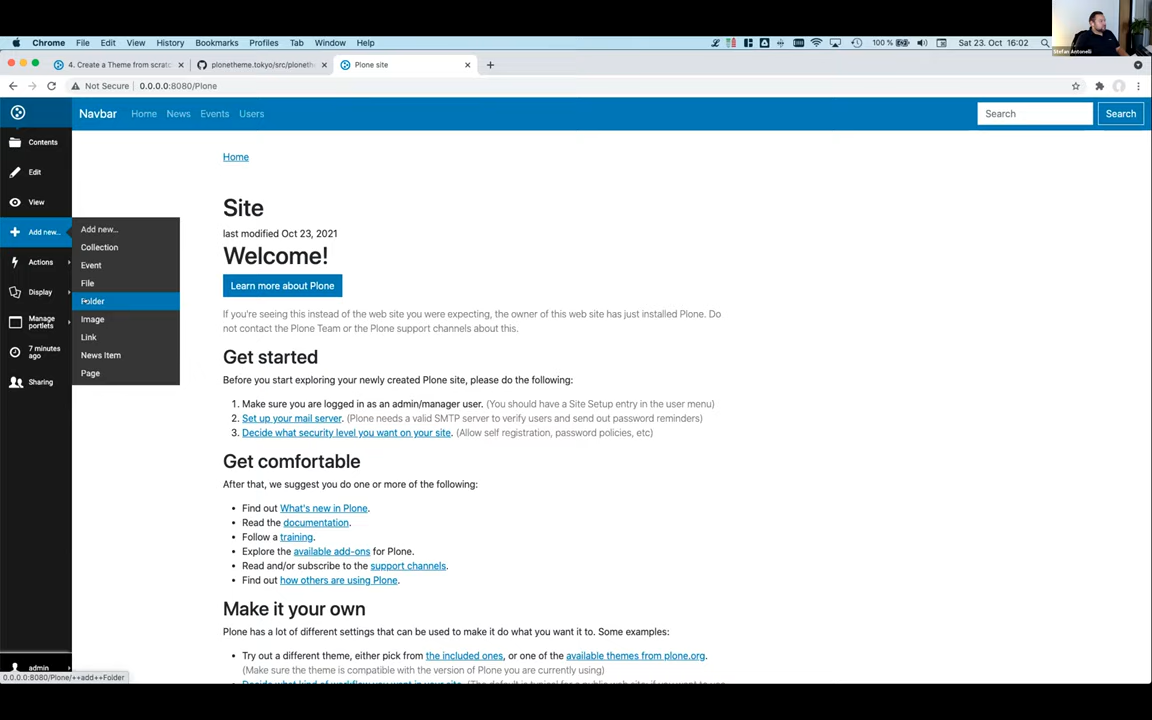 Stefan Antonelli
Chrome File Edit View History Bookmarks Profiles Tab Window Help
100 % Sat 23. Oct 16:02
4. Create a Theme from scratc
plonetheme.tokyo/src/ploneth
Plone site
Not Secure 0.0.0.0:8080/Plone
Navbar Home News Events Users
Search Search
Contents
Edit
View
Add new...
Actions
Display
Manage portlets
7 minutes ago
Sharing
admin
Add new...
Collection
Event
File
Folder
Image
Link
News Item
Page
Home
Site
last modified Oct 23, 2021
Welcome!
Learn more about Plone
If you're seeing this instead of the web site you were expecting, the owner of this web site has just installed Plone. Do
not contact the Plone Team or the Plone support channels about this.
Get started
Before you start exploring your newly created Plone site, please do the following:
1. Make sure you are logged in as an admin/manager user. (You should have a Site Setup entry in the user menu)
2. Set up your mail server. (Plone needs a valid SMTP server to verify users and send out password reminders)
3. Decide what security level you want on your site. (Allow self registration, password policies, etc)
Get comfortable
After that, we suggest you do one or more of the following:
• Find out What's new in Plone.
• Read the documentation.
• Follow a training.
• Explore the available add-ons for Plone.
• Read and/or subscribe to the support channels.
• Find out how others are using Plone.
Make it your own
Plone has a lot of different settings that can be used to make it do what you want it to. Some examples:
• Try out a different theme, either pick from the included ones, or one of the available themes from plone.org.
(Make sure the theme is compatible with the version of Plone you are currently using)
0.0.0.0:8080/Plone/++add++Folder